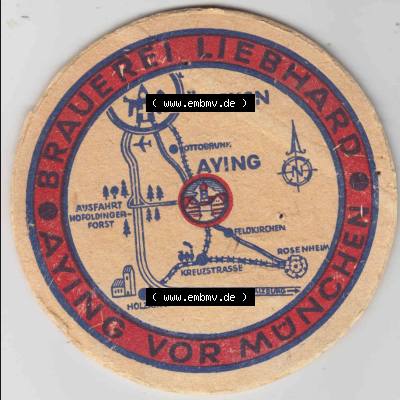 BRAUEREI LIEBHARD
AYING VOR MÜNCHEN
( www.embmv.de )
OTTOBRUNN
AYING
AUSFAHRT
HOFOLDINGER-
FORST
FELDKIRCHEN
ROSENHEIM
KREUZSTRASSE
( www.embmv.de )